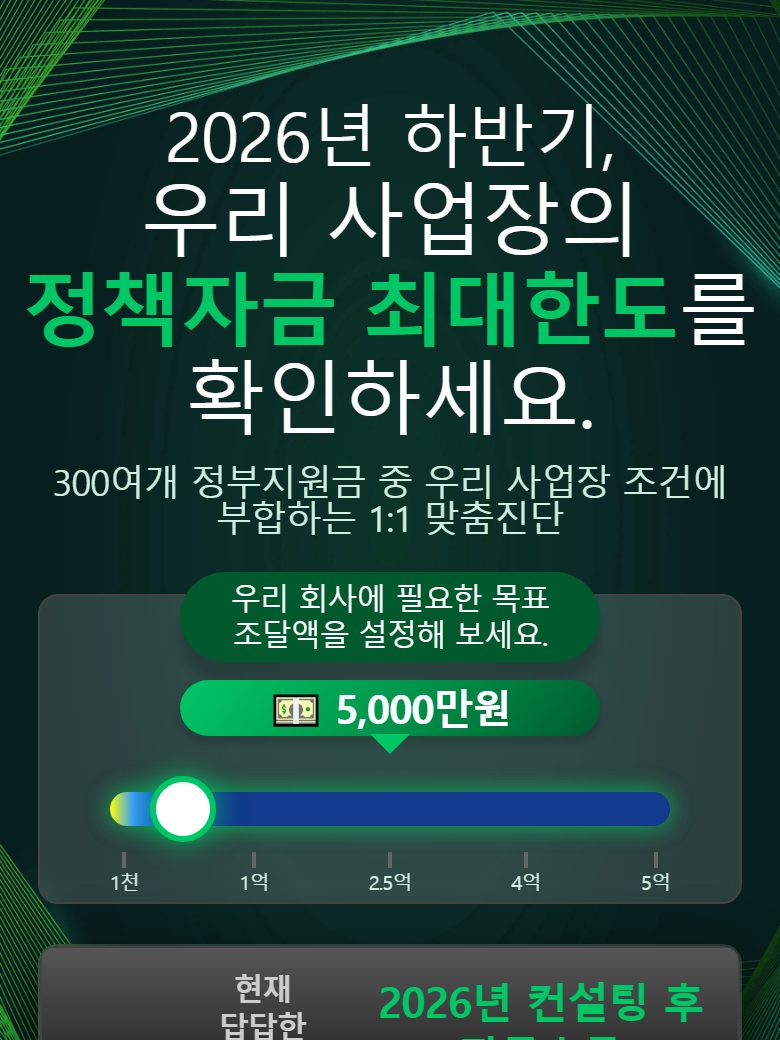 2026년 하반기,
우리 사업장의
정책자금 최대한도를
확인하세요.
300여개 정부지원금 중 우리 사업장 조건에
부합하는 1:1 맞춤진단
우리 회사에 필요한 목표
조달액을 설정해 보세요.
5,000만원
1천 1억 2.5억 4억 5억
현재
답답한
2026년 컨설팅 후